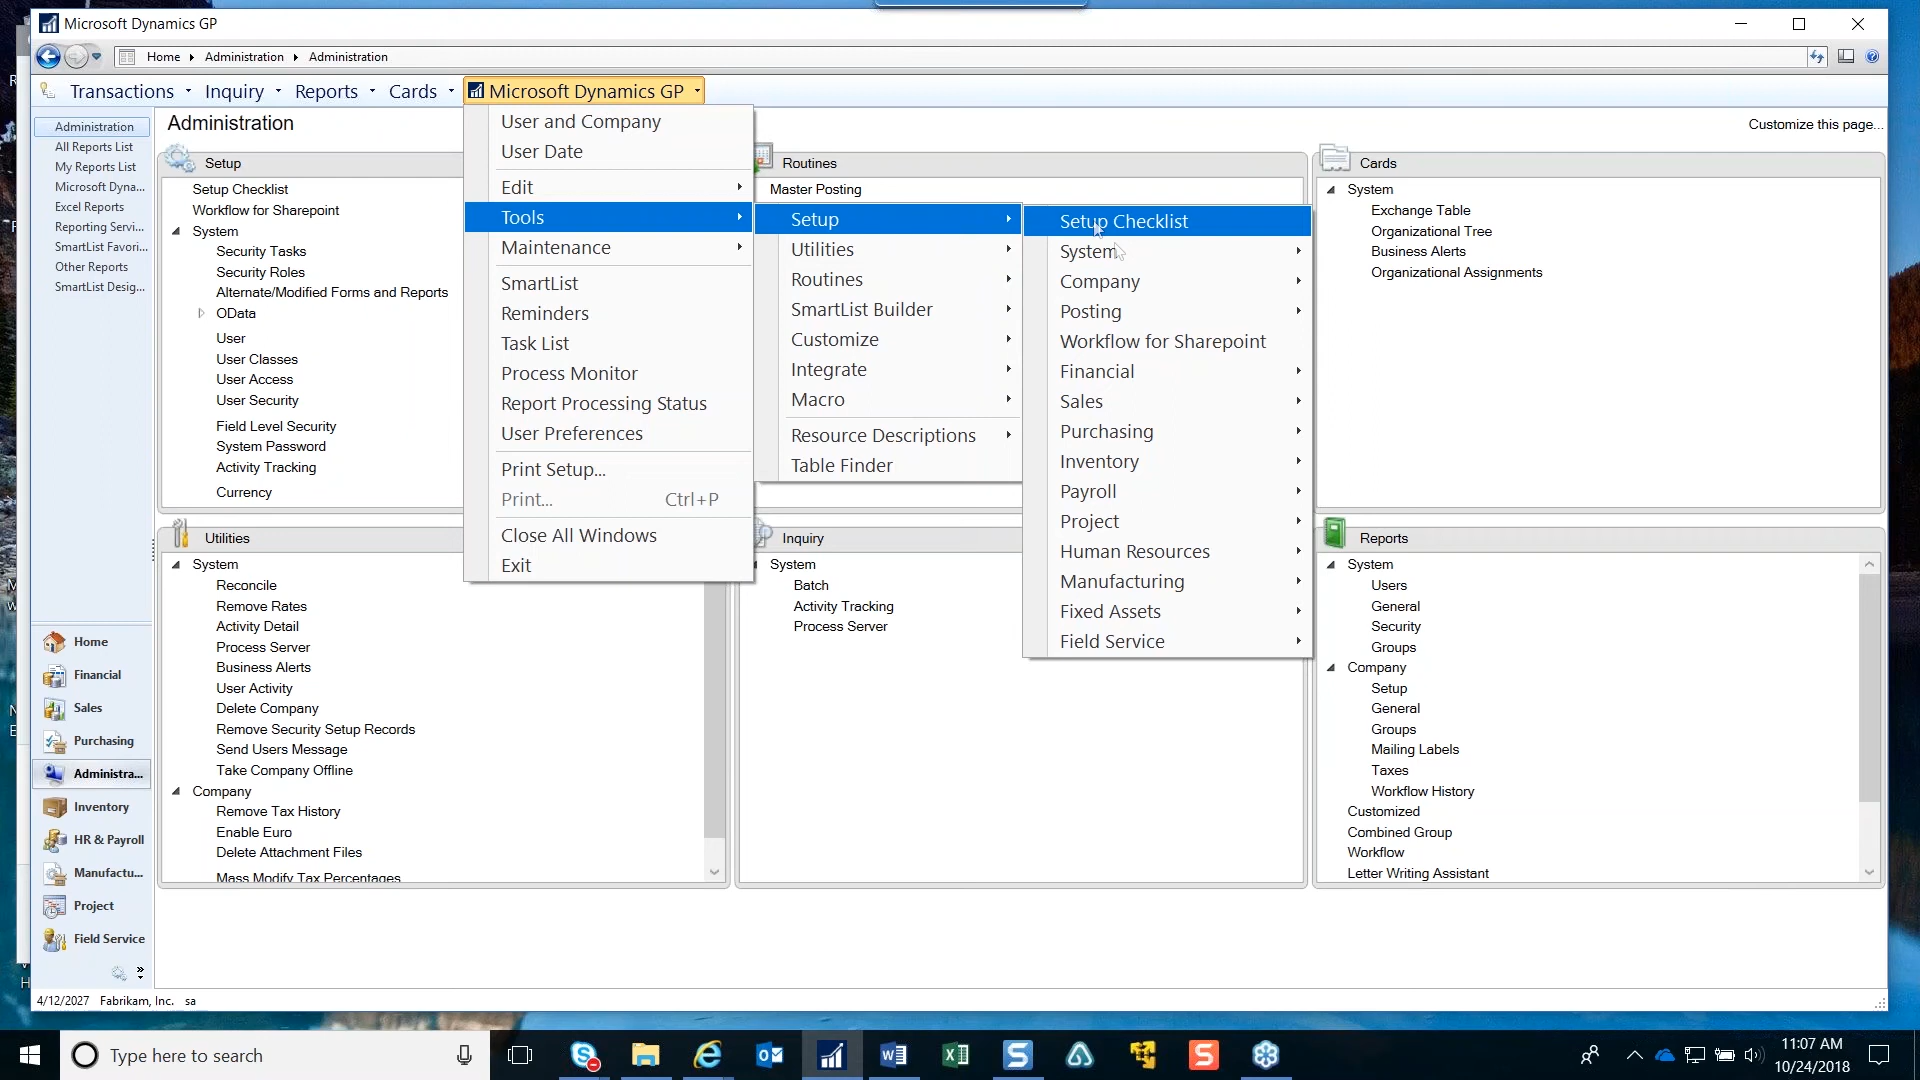 Microsoft Dynamics GP
Home Administration Administration
Transactions Inquiry Reports Cards Microsoft Dynamics GP
Administration
All Reports List
My Reports List
Microsoft Dyna...
Excel Reports
Reporting Servi...
SmartList Favori...
Other Reports
SmartList Desig...
Home
Financial
Sales
Purchasing
Administra...
Inventory
HR & Payroll
Manufactu...
Project
Field Service
Administration
Customize this page...
Setup
Setup Checklist
Workflow for Sharepoint
System
Security Tasks
Security Roles
Alternate/Modified Forms and Reports
OData
User
User Classes
User Access
User Security
Field Level Security
System Password
Activity Tracking
Currency
User and Company
User Date
Edit
Tools
Maintenance
SmartList
Reminders
Task List
Process Monitor
Report Processing Status
User Preferences
Print Setup...
Print... Ctrl+P
Close All Windows
Exit
Routines
Master Posting
Setup
Utilities
Routines
SmartList Builder
Customize
Integrate
Macro
Resource Descriptions
Table Finder
Setup Checklist
System
Company
Posting
Workflow for Sharepoint
Financial
Sales
Purchasing
Inventory
Payroll
Project
Human Resources
Manufacturing
Fixed Assets
Field Service
Cards
System
Exchange Table
Organizational Tree
Business Alerts
Organizational Assignments
Utilities
System
Reconcile
Remove Rates
Activity Detail
Process Server
Business Alerts
User Activity
Delete Company
Remove Security Setup Records
Send Users Message
Take Company Offline
Company
Remove Tax History
Enable Euro
Delete Attachment Files
Mass Modify Tax Percentages
Inquiry
System
Batch
Activity Tracking
Process Server
Reports
System
Users
General
Security
Groups
Company
Setup
General
Groups
Mailing Labels
Taxes
Workflow History
Customized
Combined Group
Workflow
Letter Writing Assistant
4/12/2027 Fabrikam, Inc. sa
Type here to search
11:07 AM
10/24/2018